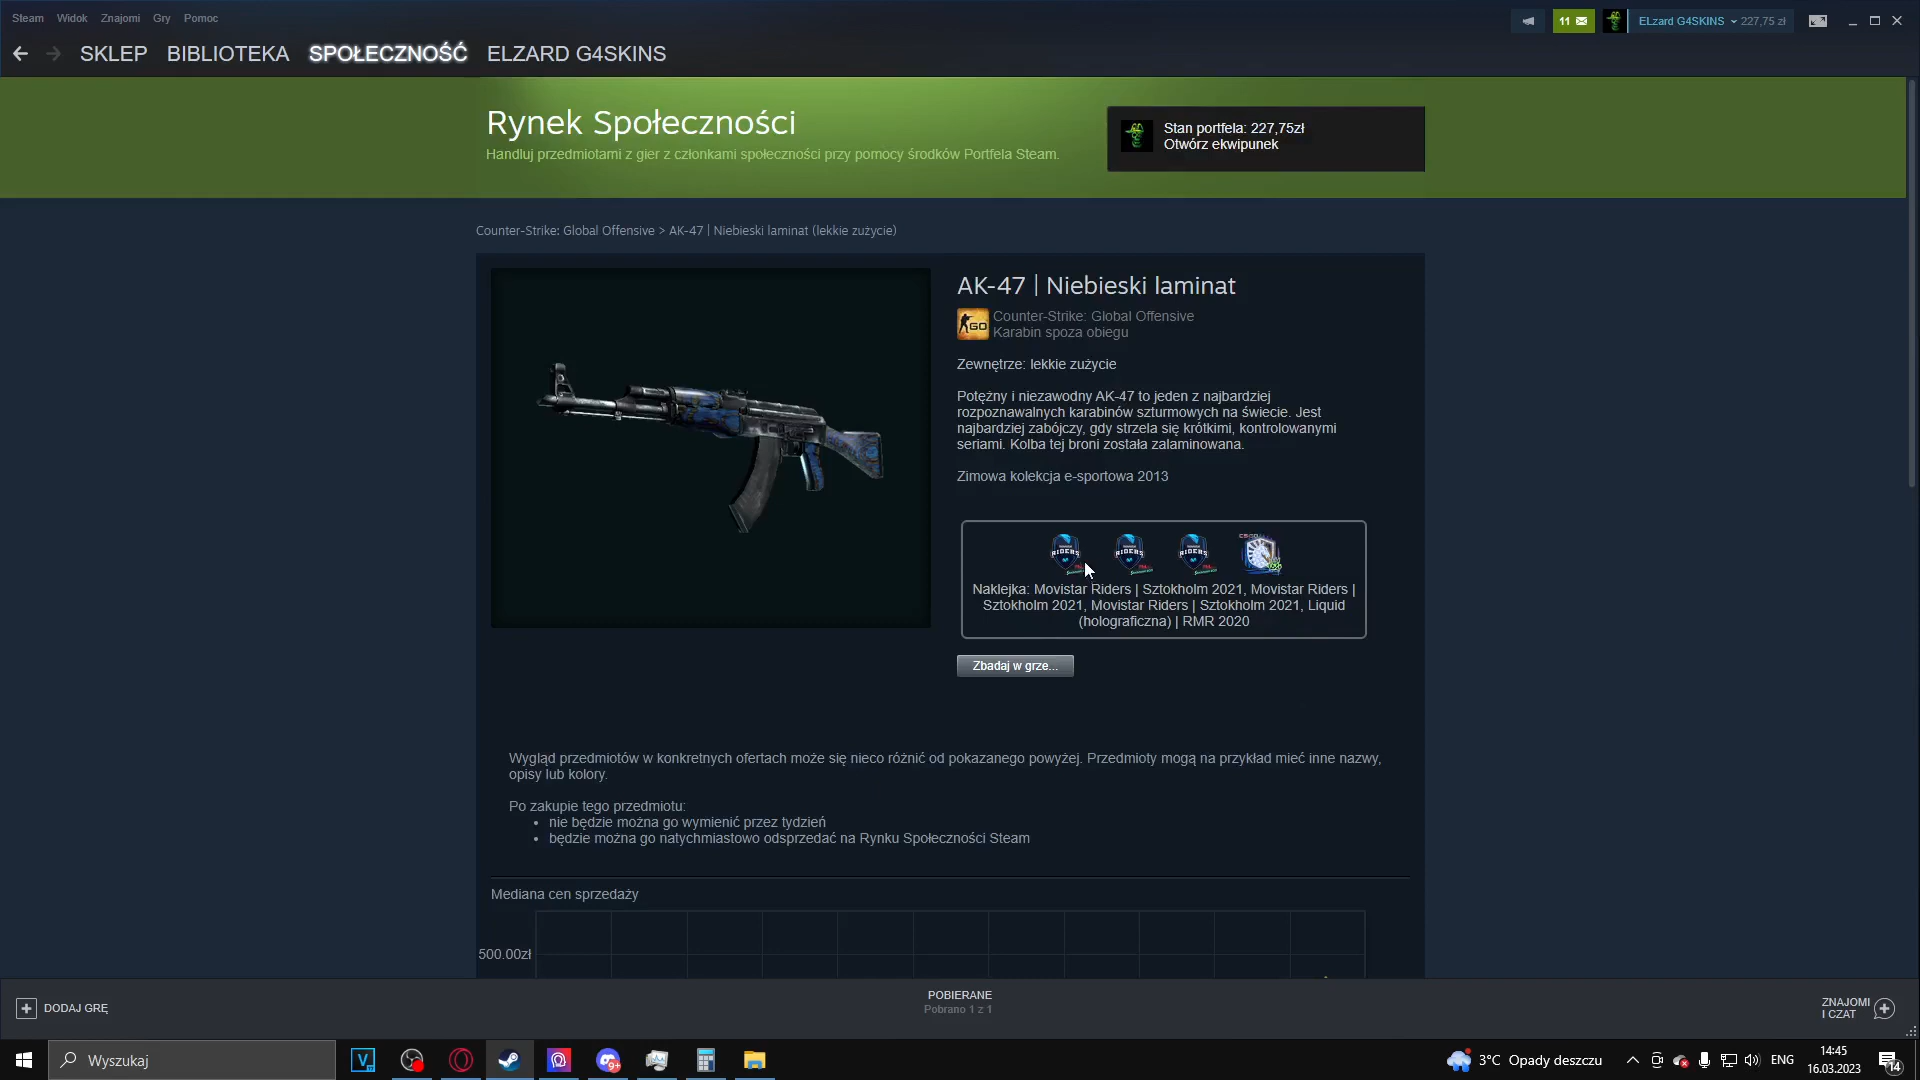 Steam Widok Znajomi Gry Pomoc
11
ELzard G4SKINS 227,75 zł
SKLEP BIBLIOTEKA SPOŁECZNOŚĆ ELZARD G4SKINS
Rynek Społeczności
Handluj przedmiotami z gier z członkami społeczności przy pomocy środków Portfela Steam.
Stan portfela: 227,75zł
Otwórz ekwipunek
Counter-Strike: Global Offensive > AK-47 | Niebieski laminat (lekkie zużycie)
AK-47 | Niebieski laminat
GO
Counter-Strike: Global Offensive
Karabin spoza obiegu
Zewnętrze: lekkie zużycie
Potężny i niezawodny AK-47 to jeden z najbardziej
rozpoznawalnych karabinów szturmowych na świecie. Jest
najbardziej zabójczy, gdy strzela się krótkimi, kontrolowanymi
seriami. Kolba tej broni została zalaminowana.
Zimowa kolekcja e-sportowa 2013
RIDERS RIDERS RIDERS
Naklejka: Movistar Riders | Sztokholm 2021, Movistar Riders |
Sztokholm 2021, Movistar Riders | Sztokholm 2021, Liquid
(holograficzna) | RMR 2020
Zbadaj w grze...
Wygląd przedmiotów w konkretnych ofertach może się nieco różnić od pokazanego powyżej. Przedmioty mogą na przykład mieć inne nazwy,
opisy lub kolory.
Po zakupie tego przedmiotu:
• nie będzie można go wymienić przez tydzień
• będzie można go natychmiastowo odsprzedać na Rynku Społeczności Steam
Mediana cen sprzedaży
500.00zł
DODAJ GRĘ
POBIERANE
Pobrano 1 z 1
ZNAJOMI
I CZAT
Wyszukaj
V
9+
3°C Opady deszczu
ENG
14:45
16.03.2023
14